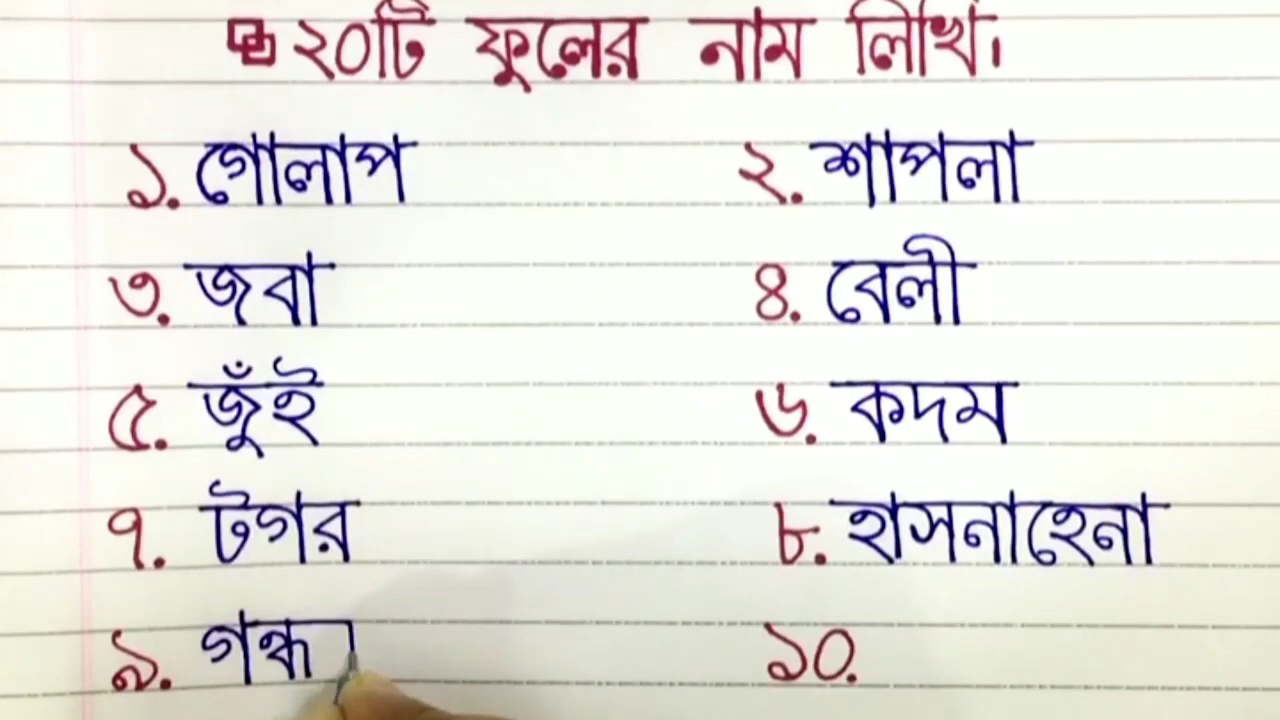 ২০টি ফুলের নাম লিখি।
১. গোলাপ ২. শাপলা
৩. জবা ৪. বেলী
৫. জুঁই ৬. কদম
৭. টগর ৮. হাসনাহেনা
৯. গন্ধ ১০.